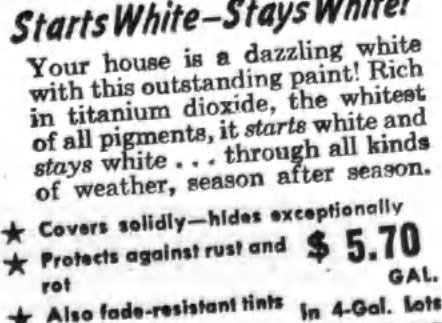 Starts White—Stays White!
Your house is a dazzling white
with this outstanding paint! Rich
in titanium dioxide, the whitest
of all pigments, it starts white and
stays white . . . through all kinds
of weather, season after season.
★ Covers solidly—hides exceptionally
★ Protects against rust and
rot
$ 5.70
GAL.
★ Also fade-resistant tints
In 4-Gal. Lots